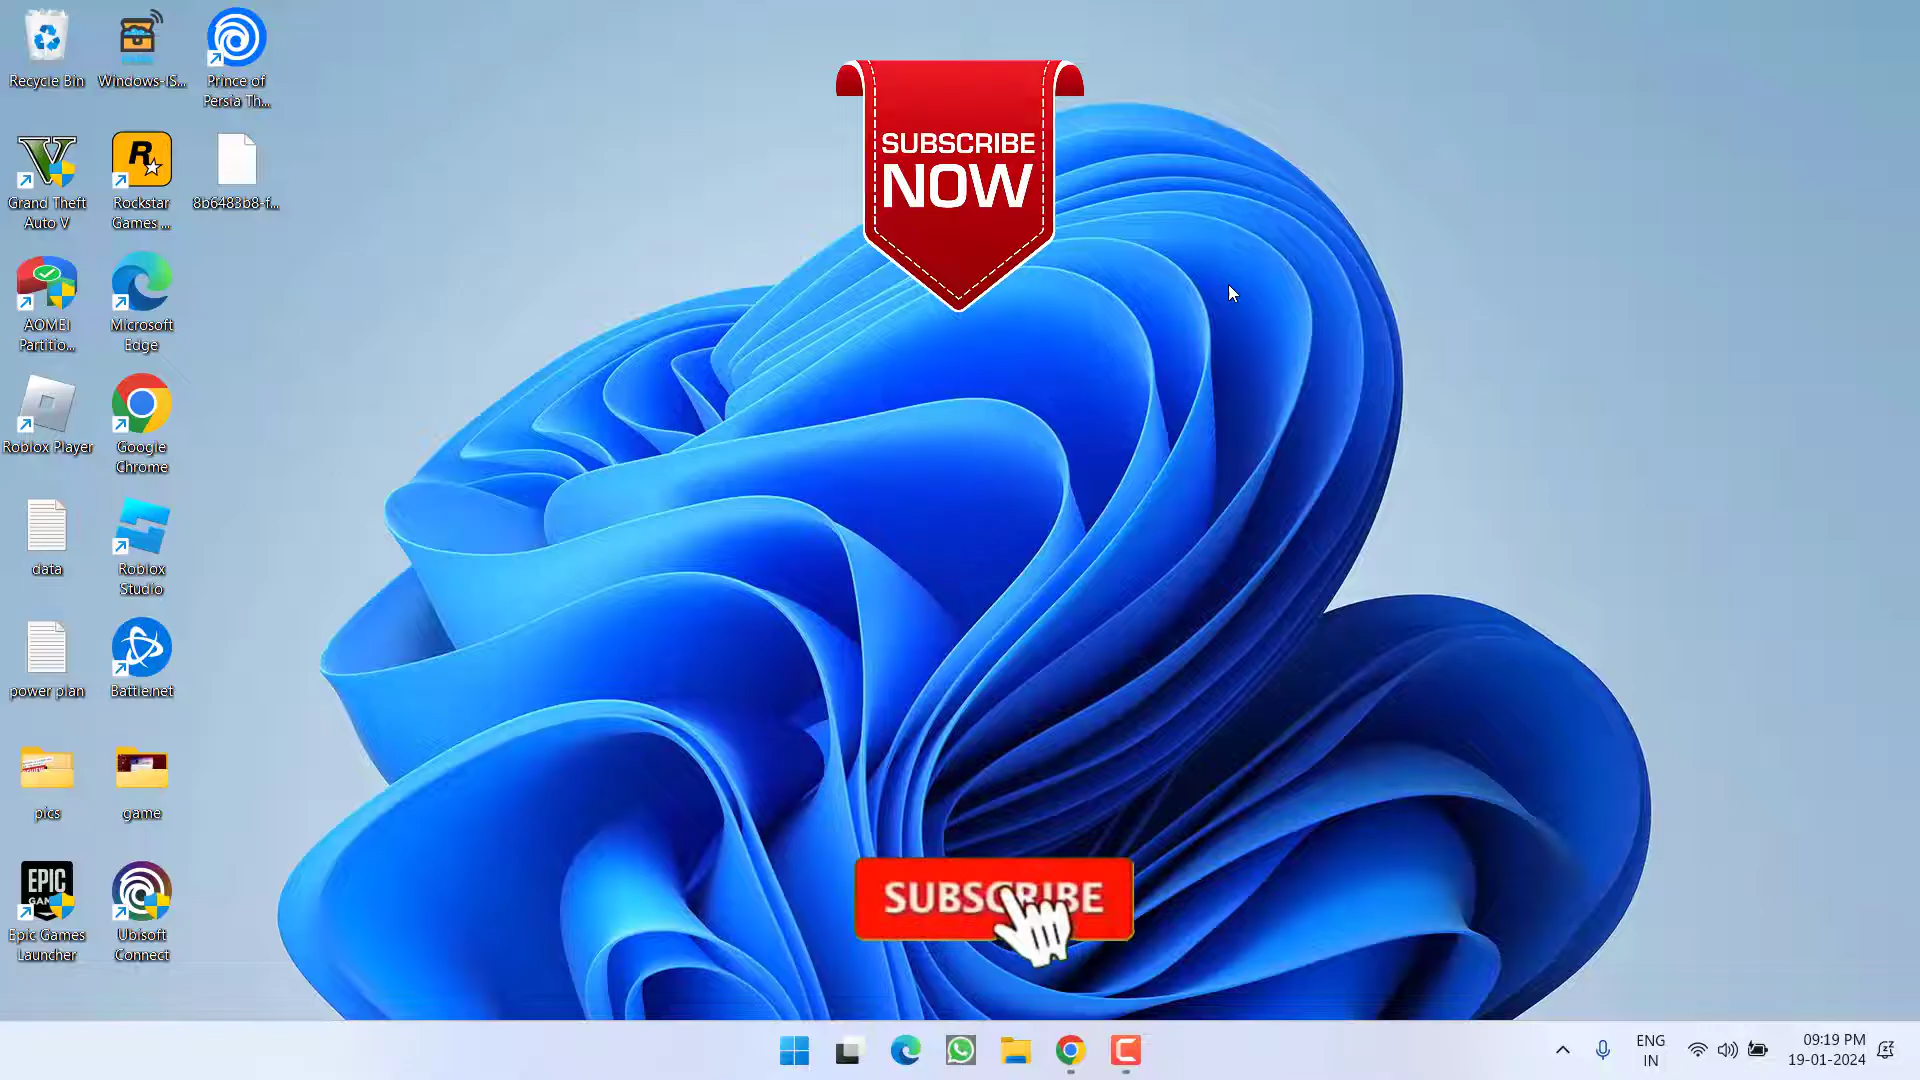 Recycle Bin
Windows-IS...
Prince of
Persia Th...
Grand Theft
Auto V
R
Rockstar
Games ...
8b6483b8-f...
AOMEI
Partitio...
Microsoft
Edge
Roblox Player
Google
Chrome
data
Roblox
Studio
power plan
Battle.net
pics
game
EPIC
GAM
Epic Games
Launcher
Ubisoft
Connect
SUBSCRIBE
NOW
SUBSCRIBE
ENG
IN
09:19 PM
19-01-2024